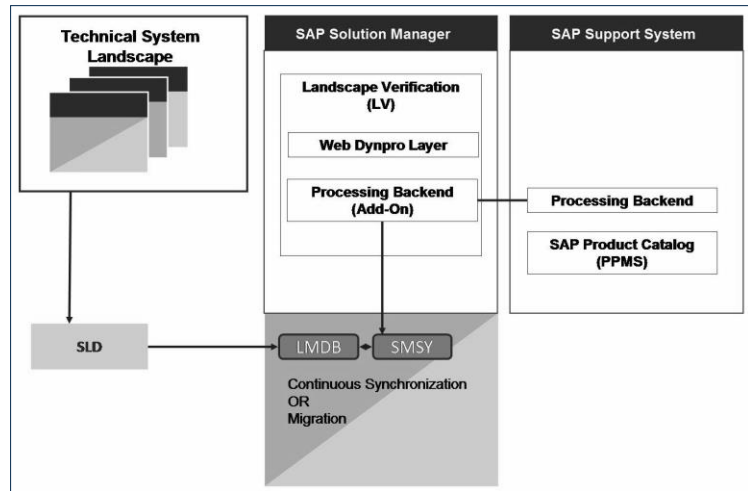 Technical System
Landscape
SAP Solution Manager
SAP Support System
Landscape Verification
(LV)
Web Dynpro Layer
Processing Backend
(Add-On)
Processing Backend
SAP Product Catalog
(PPMS)
SLD
LMDB
SMSY
Continuous Synchronization
OR
Migration